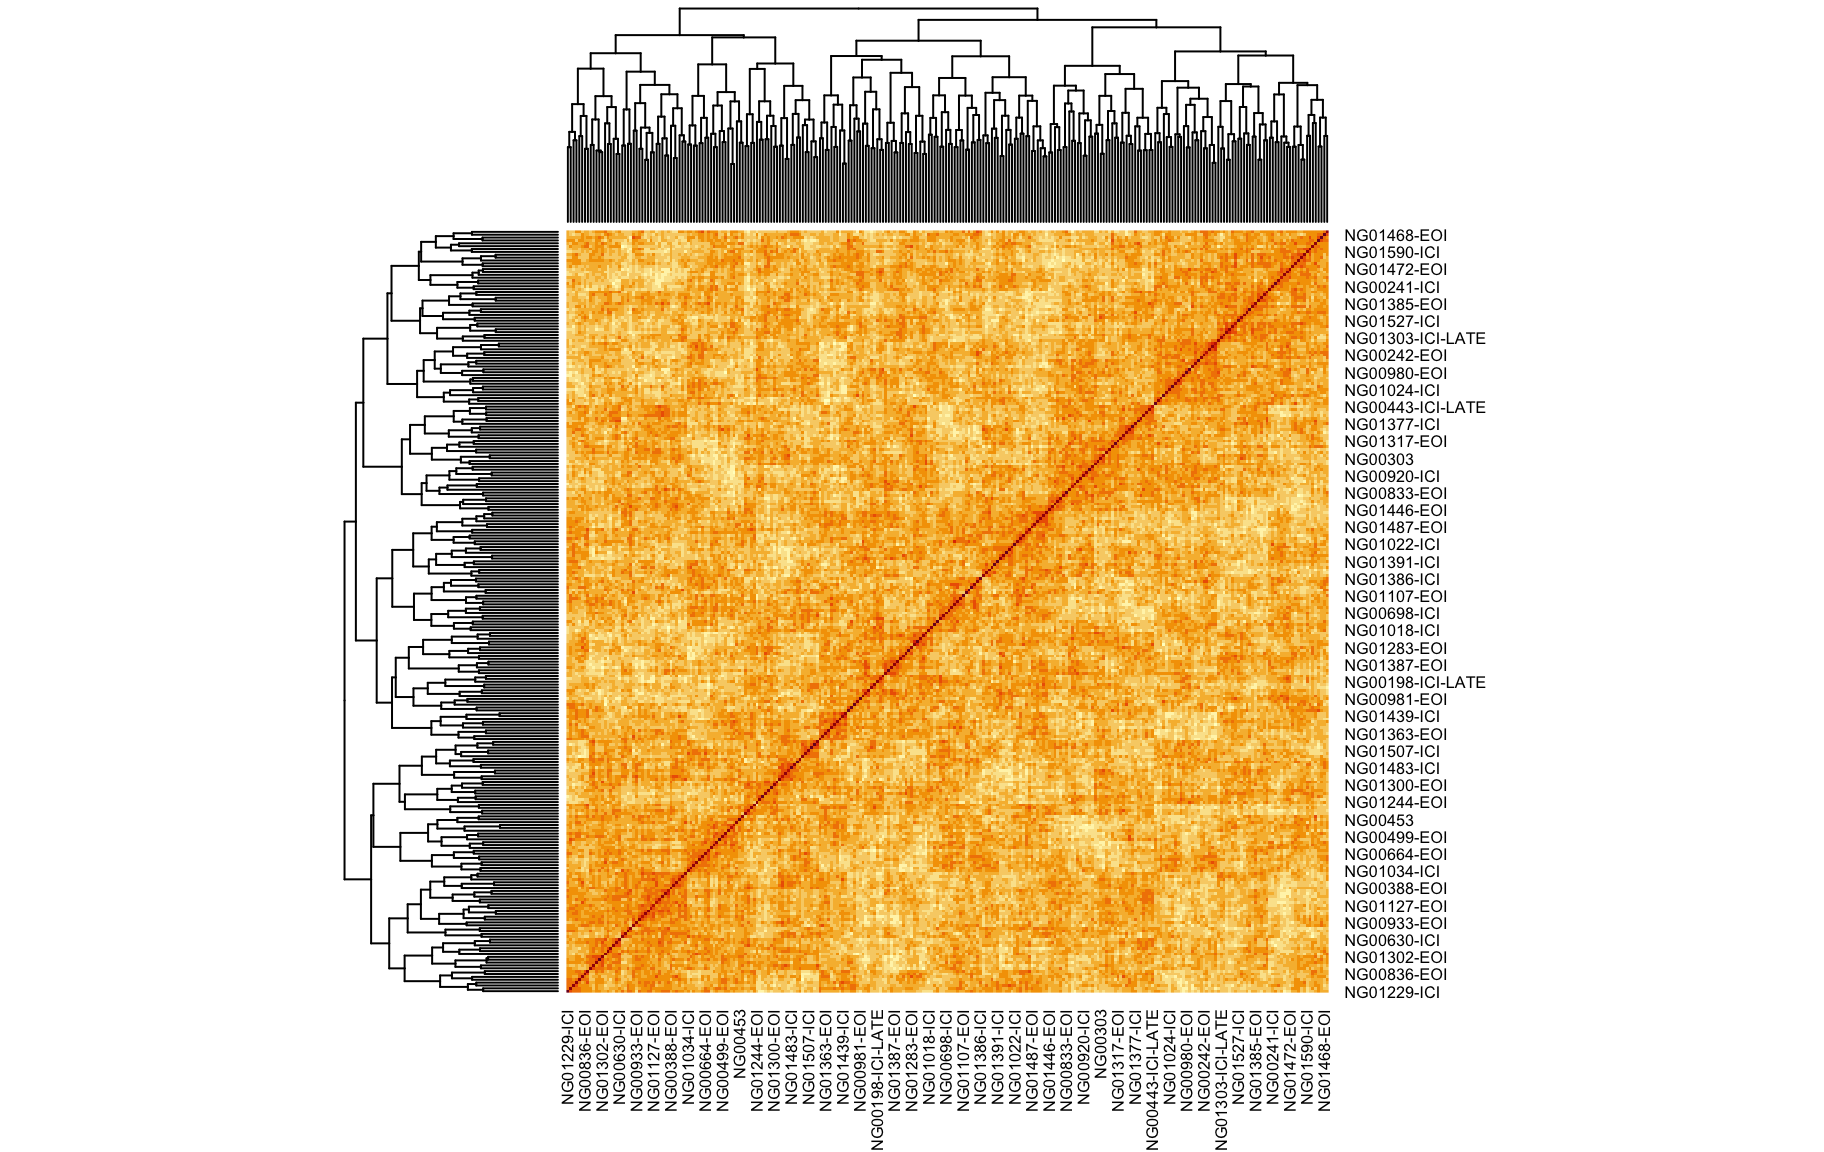 NG01468-EOI
NG01590-ICI
NG01472-EOI
NG00241-ICI
NG01385-EOI
NG01527-ICI
NG01303-ICI-LATE
NG00242-EOI
NG00980-EOI
NG01024-ICI
NG00443-ICI-LATE
NG01377-ICI
NG01317-EOI
NG00303
NG00920-ICI
NG00833-EOI
NG01446-EOI
NG01487-EOI
NG01022-ICI
NG01391-ICI
NG01386-ICI
NG01107-EOI
NG00698-ICI
NG01018-ICI
NG01283-EOI
NG01387-EOI
NG00198-ICI-LATE
NG00981-EOI
NG01439-ICI
NG01363-EOI
NG01507-ICI
NG01483-ICI
NG01300-EOI
NG01244-EOI
NG00453
NG00499-EOI
NG00664-EOI
NG01034-ICI
NG00388-EOI
NG01127-EOI
NG00933-EOI
NG00630-ICI
NG01302-EOI
NG00836-EOI
NG01229-ICI
NG01229-ICI
NG00836-EOI
NG01302-EOI
NG00630-ICI
NG00933-EOI
NG01127-EOI
NG00388-EOI
NG01034-ICI
NG00664-EOI
NG00499-EOI
NG00453
NG01244-EOI
NG01300-EOI
NG01483-ICI
NG01507-ICI
NG01363-EOI
NG01439-ICI
NG00981-EOI
NG00198-ICI-LATE
NG01387-EOI
NG01283-EOI
NG01018-ICI
NG00698-ICI
NG01107-EOI
NG01386-ICI
NG01391-ICI
NG01022-ICI
NG01487-EOI
NG01446-EOI
NG00833-EOI
NG00920-ICI
NG00303
NG01317-EOI
NG01377-ICI
NG00443-ICI-LATE
NG01024-ICI
NG00980-EOI
NG00242-EOI
NG01303-ICI-LATE
NG01527-ICI
NG01385-EOI
NG00241-ICI
NG01472-EOI
NG01590-ICI
NG01468-EOI